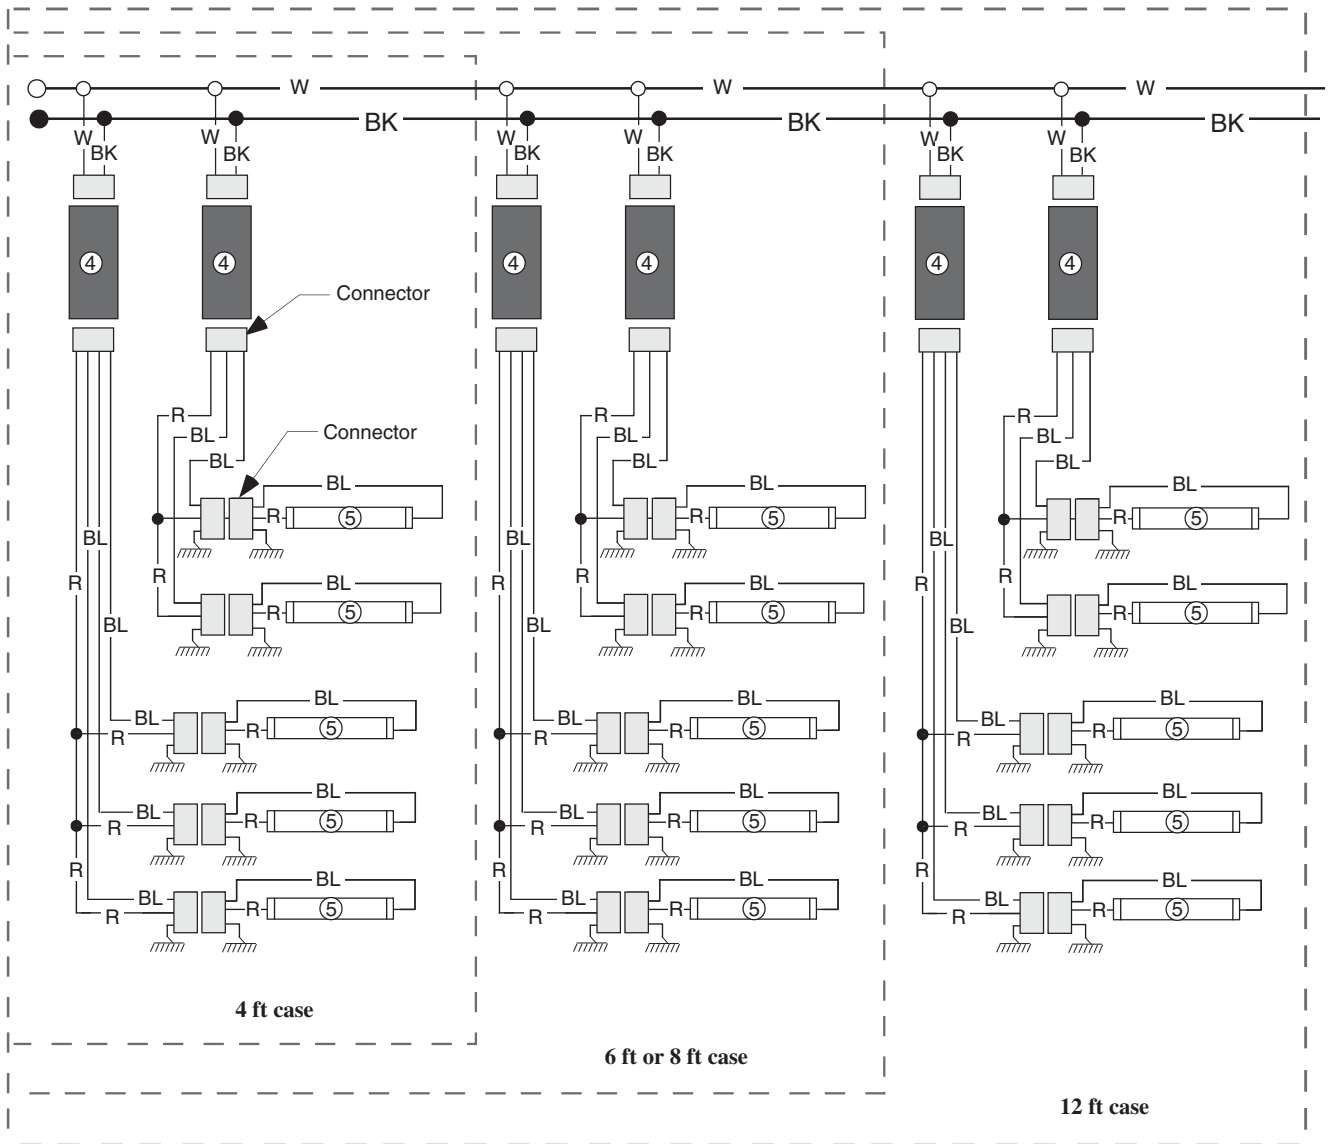 W W W
BK BK BK
W W W W W W
BK BK BK BK BK BK
4 4 4 4 4 4
Connector
R R R
Connector
BL BL BL
BL BL BL
BL BL BL
R 5 R 5 R 5
BL BL BL
R R BL R R BL R R BL
R 5 R 5 R 5
BL BL BL
BL BL BL
BL BL BL
R R 5 R R 5 R R 5
BL BL BL
BL BL BL
R R 5 R R 5 R R 5
R R R
BL BL BL
BL BL BL
R R 5 R R 5 R R 5
4 ft case
6 ft or 8 ft case
12 ft case